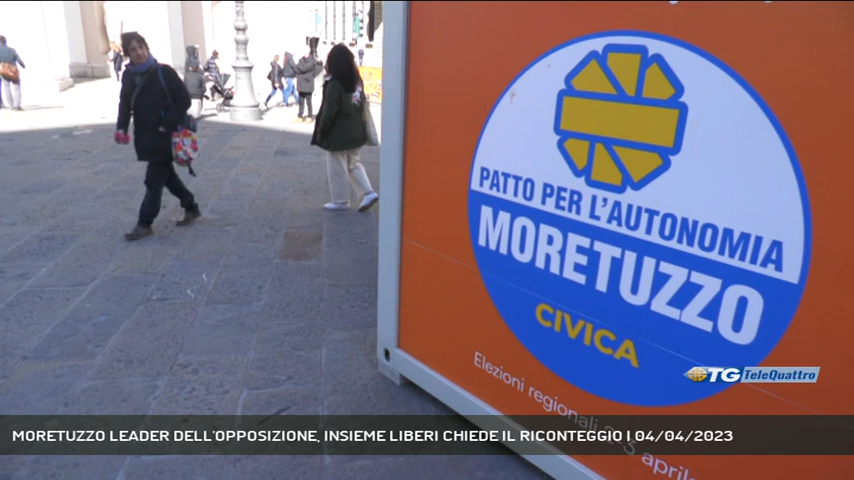 PATTO PER L'AUTONOMIA
MORETUZZO
CIVICA
Elezioni regionali
aprile
TG TeleQuattro
MORETUZZO LEADER DELL'OPPOSIZIONE, INSIEME LIBERI CHIEDE IL RICONTEGGIO | 04/04/2023